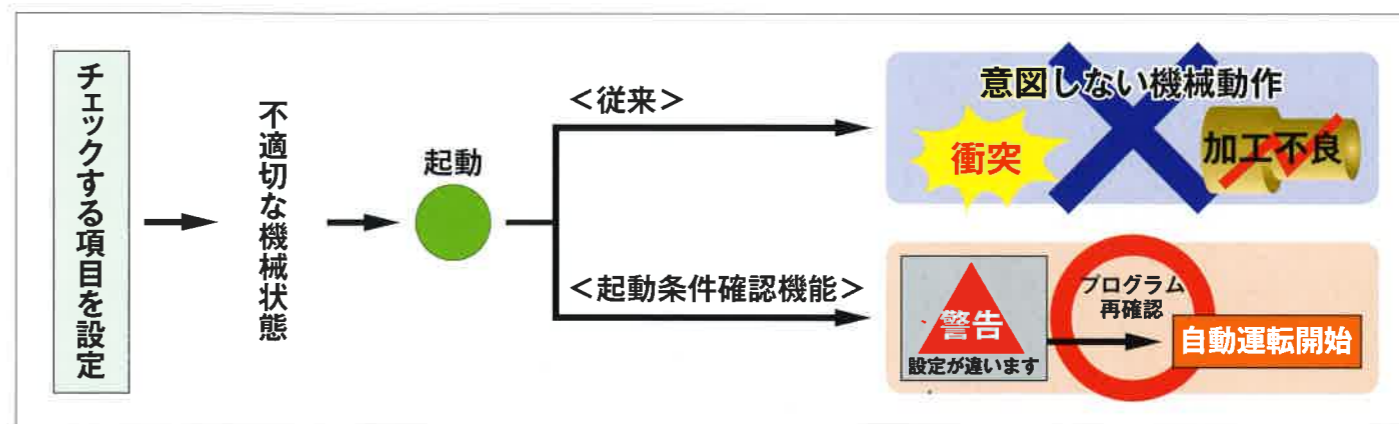 チェックする項目を設定
不適切な機械状態
起動
＜従来＞
意図しない機械動作
衝突
加工不良
＜起動条件確認機能＞
警告
設定が違います
プログラム
再確認
自動運転開始